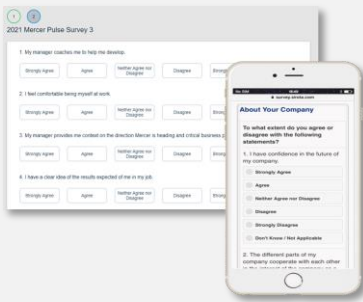 1 2
2021 Mercer Pulse Survey 3
1. My manager coaches me to help me develop.
Strongly Agree Agree Neither Agree nor Disagree Disagree Strong
2. I feel comfortable being myself at work.
Strongly Agree Agree Neither Agree nor Disagree Disagree
3. My manager provides me context on the direction Mercer is heading and critical business
Strongly Agree Agree Neither Agree nor Disagree Disagree
4. I have a clear idea of the results expected of me in my job.
Strongly Agree Agree Neither Agree nor Disagree Disagree
No SIM
About Your Company
To what extent do you agree or
disagree with the following
statements?
1. I have confidence in the future of
my company.
Strongly Agree
Agree
Neither Agree nor Disagree
Disagree
Strongly Disagree
Don't Know / Not Applicable
2. The different parts of my
company cooperate with each other